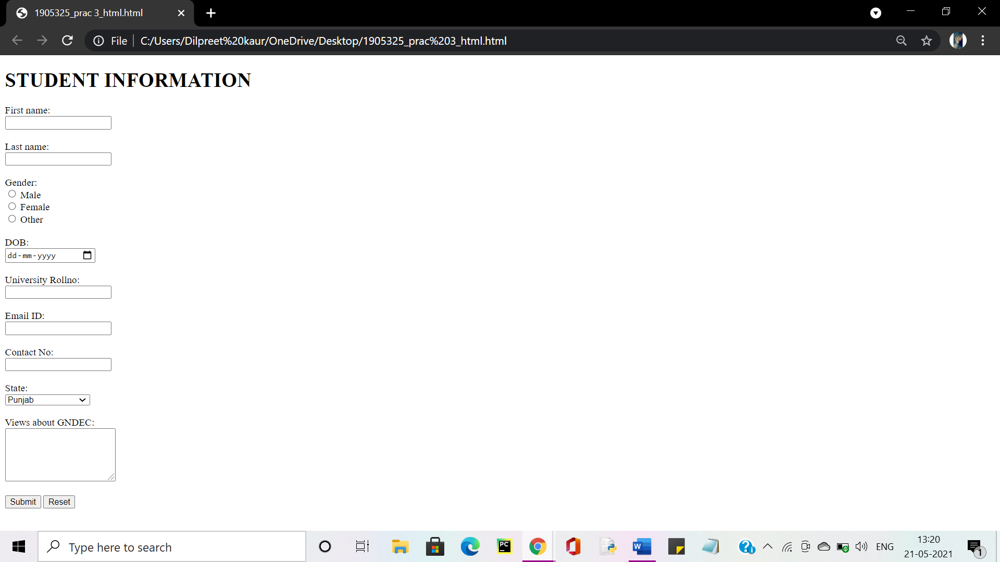 1905325_prac 3_html.html
File
C:/Users/Dilpreet%20kaur/OneDrive/Desktop/1905325_prac%203_html.html
STUDENT INFORMATION
First name:
Last name:
Gender:
Male
Female
Other
DOB:
dd-mm-yyyy
University Rollno:
Email ID:
Contact No:
State:
Punjab
Views about GNDEC:
Submit Reset
Type here to search
PC
W
ENG
13:20
21-05-2021
1